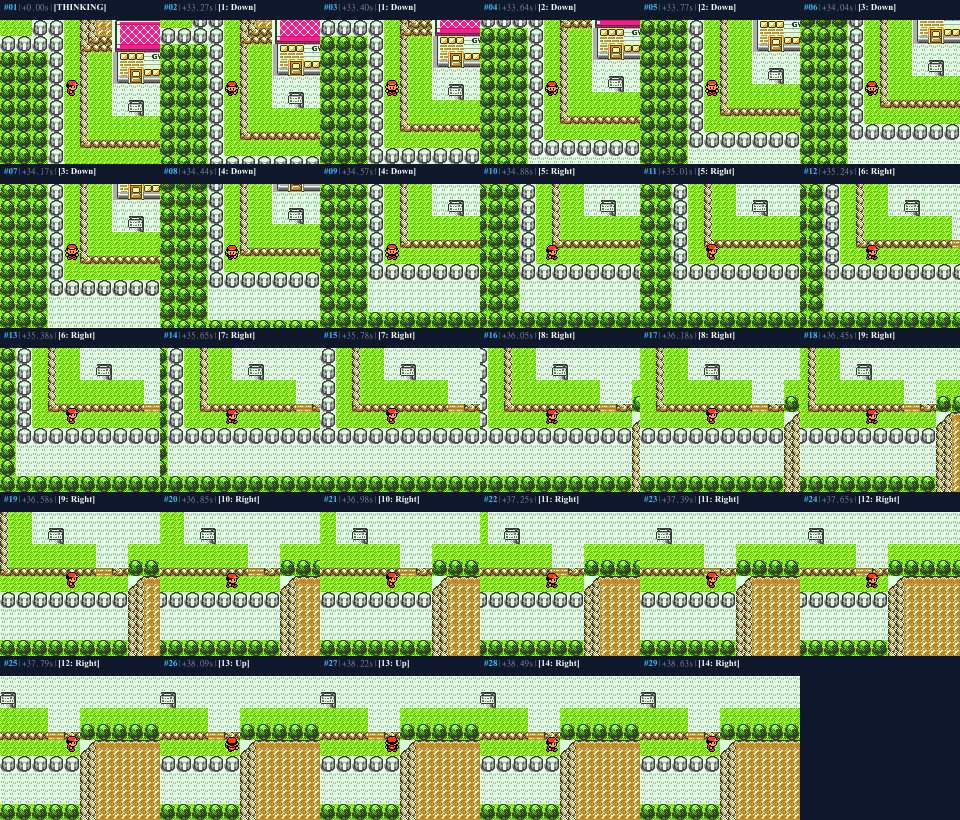 #01|+0.00s|[THINKING]
#02|+33.27s|[1: Down]
#03|+33.40s|[1: Down]
#04|+33.64s|[2: Down]
#05|+33.77s|[2: Down]
#06|+34.04s|[3: Down]
#07|+34.17s|[3: Down]
#08|+34.44s|[4: Down]
#09|+34.57s|[4: Down]
#10|+34.88s|[5: Right]
#11|+35.01s|[5: Right]
#12|+35.24s|[6: Right]
#13|+35.38s|[6: Right]
#14|+35.65s|[7: Right]
#15|+35.78s|[7: Right]
#16|+36.05s|[8: Right]
#17|+36.18s|[8: Right]
#18|+36.45s|[9: Right]
#19|+36.58s|[9: Right]
#20|+36.85s|[10: Right]
#21|+36.98s|[10: Right]
#22|+37.25s|[11: Right]
#23|+37.39s|[11: Right]
#24|+37.65s|[12: Right]
#25|+37.79s|[12: Right]
#26|+38.09s|[13: Up]
#27|+38.22s|[13: Up]
#28|+38.49s|[14: Right]
#29|+38.63s|[14: Right]